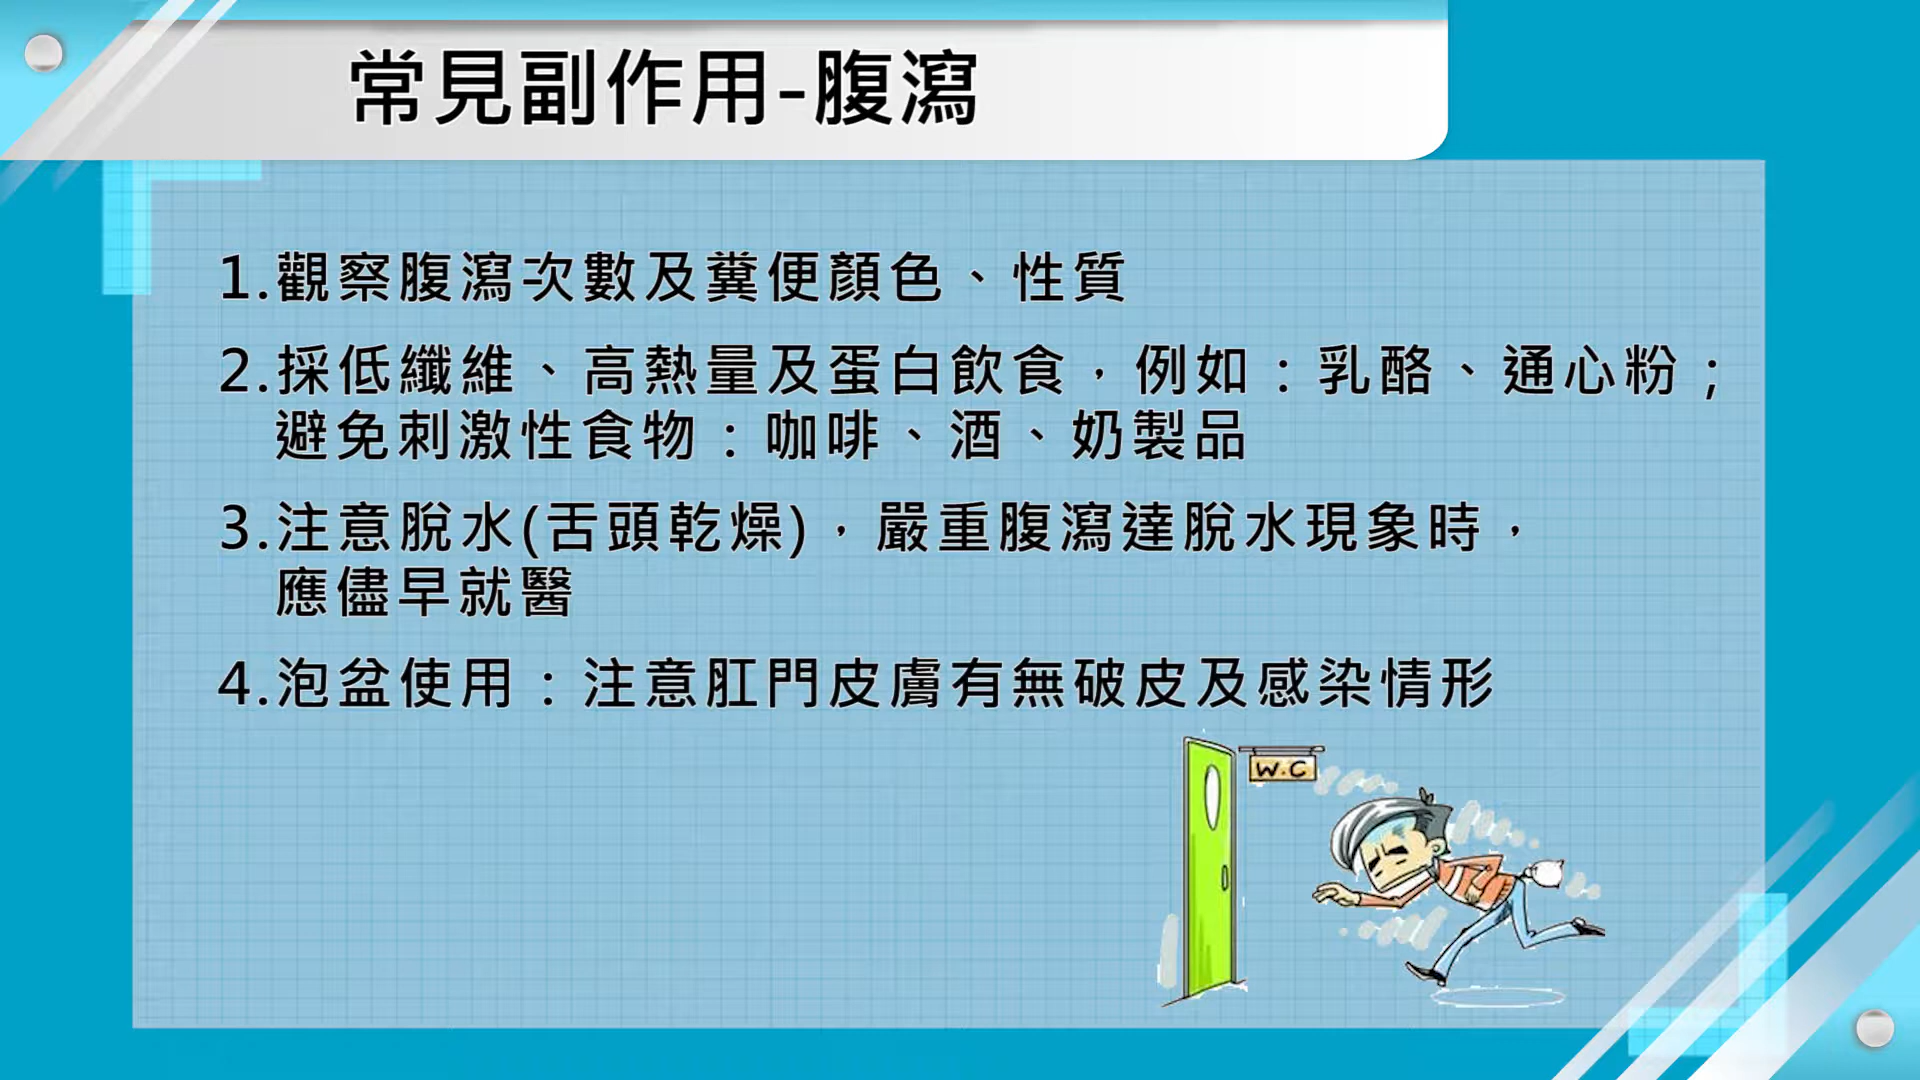 常見副作用-腹瀉
1.觀察腹瀉次數及糞便顏色、性質
2.採低纖維、高熱量及蛋白飲食，例如：乳酪、通心粉；
避免刺激性食物：咖啡、酒、奶製品
3.注意脫水(舌頭乾燥)，嚴重腹瀉達脫水現象時，
應儘早就醫
4.泡盆使用：注意肛門皮膚有無破皮及感染情形
W.C